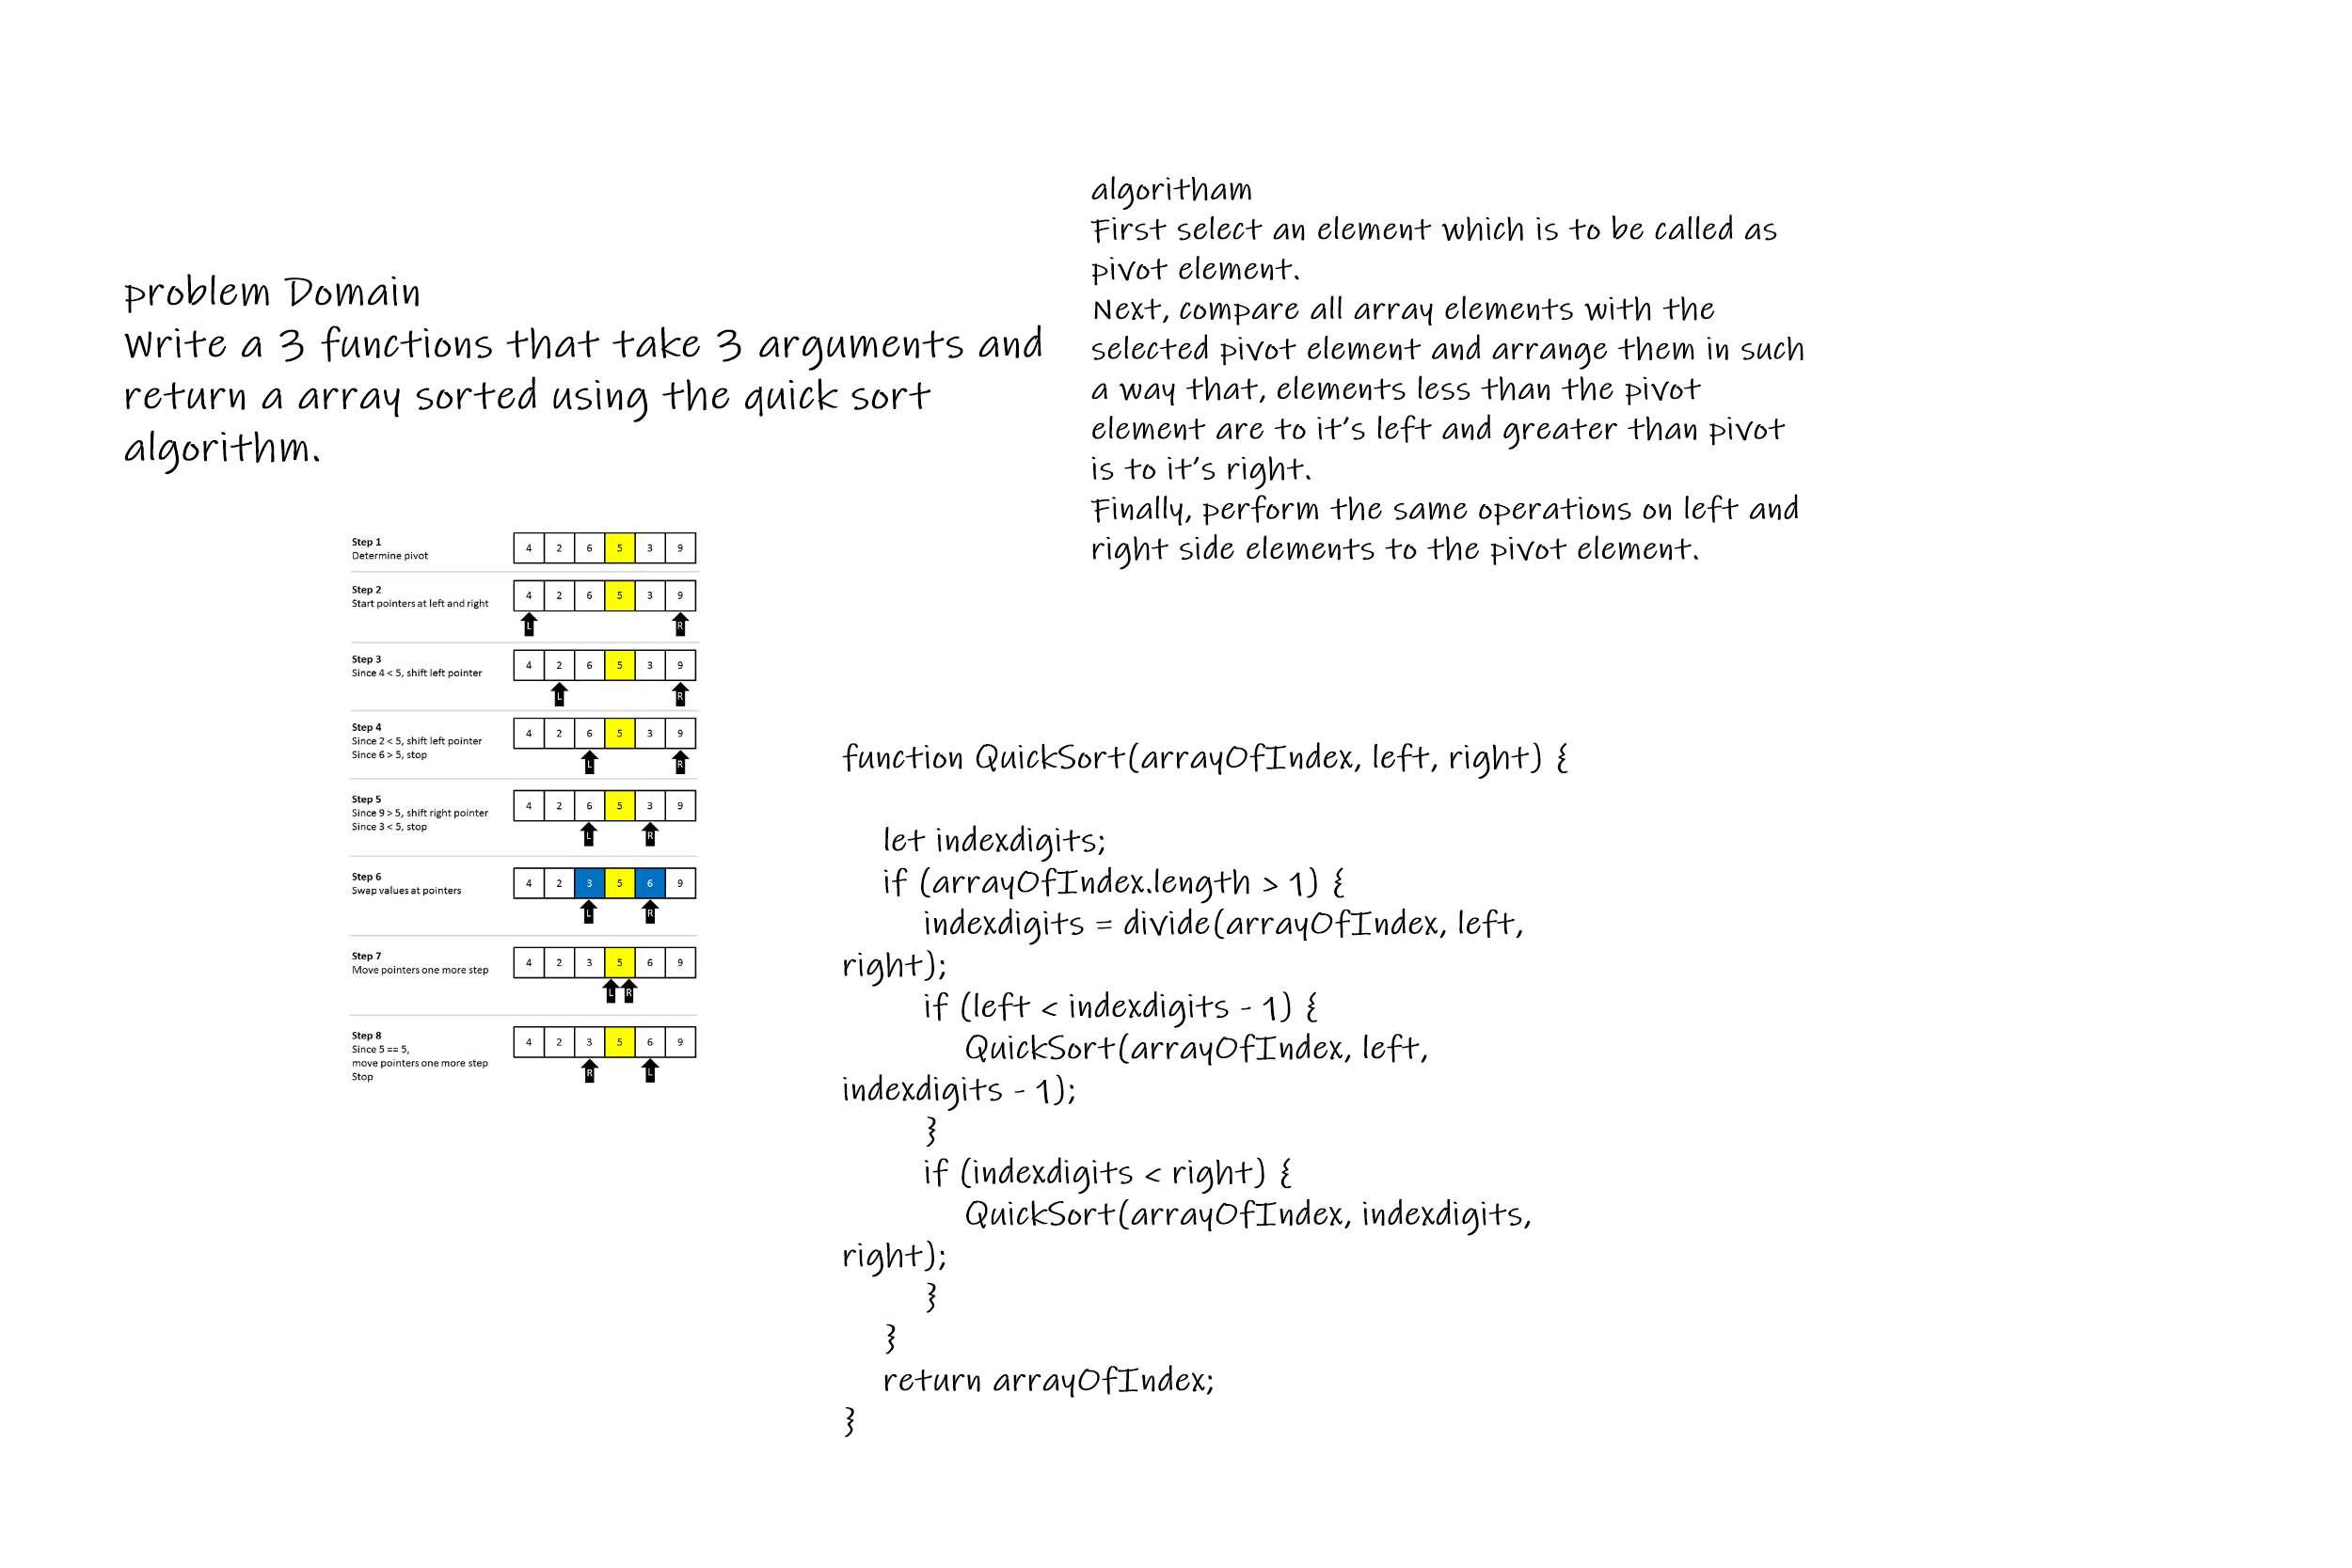 problem Domain
Write a 3 functions that take 3 arguments and
return a array sorted using the quick sort
algorithm.
algoritham
First select an element which is to be called as
pivot element.
Next, compare all array elements with the
selected pivot element and arrange them in such
a way that, elements less than the pivot
element are to it's left and greater than pivot
is to it's right.
Finally, perform the same operations on left and
right side elements to the pivot element.
Step 1
Determine pivot
4 2 6 5 3 9
Step 2
Start pointers at left and right
4 2 6 5 3 9
L R
Step 3
Since 4 < 5, shift left pointer
4 2 6 5 3 9
L R
Step 4
Since 2 < 5, shift left pointer
Since 6 > 5, stop
4 2 6 5 3 9
L R
Step 5
Since 9 > 5, shift right pointer
Since 3 < 5, stop
4 2 6 5 3 9
L R
Step 6
Swap values at pointers
4 2 3 5 6 9
L R
Step 7
Move pointers one more step
4 2 3 5 6 9
L R
Step 8
Since 5 == 5,
move pointers one more step
Stop
4 2 3 5 6 9
R L
function QuickSort(arrayOfIndex, left, right) {
let indexdigits;
if (arrayOfIndex.length > 1) {
indexdigits = divide(arrayOfIndex, left,
right);
if (left < indexdigits - 1) {
QuickSort(arrayOfIndex, left,
indexdigits - 1);
}
if (indexdigits < right) {
QuickSort(arrayOfIndex, indexdigits,
right);
}
}
return arrayOfIndex;
}